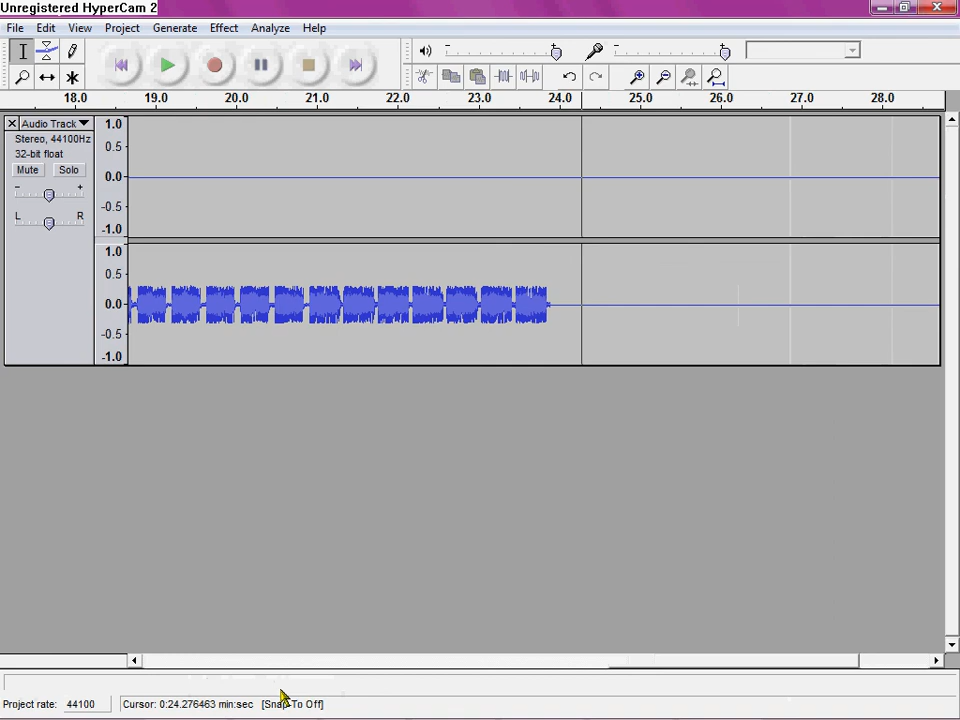 Unregistered HyperCam 2
File Edit View Project Generate Effect Analyze Help
18.0 19.0 20.0 21.0 22.0 23.0 24.0 25.0 26.0 27.0 28.0
Audio Track
Stereo, 44100Hz
32-bit float
Mute Solo
- +
L R
1.0
0.5
0.0
-0.5
-1.0
1.0
0.5
0.0
-0.5
-1.0
Project rate: 44100 Cursor: 0:24.276463 min:sec [Snap-To Off]